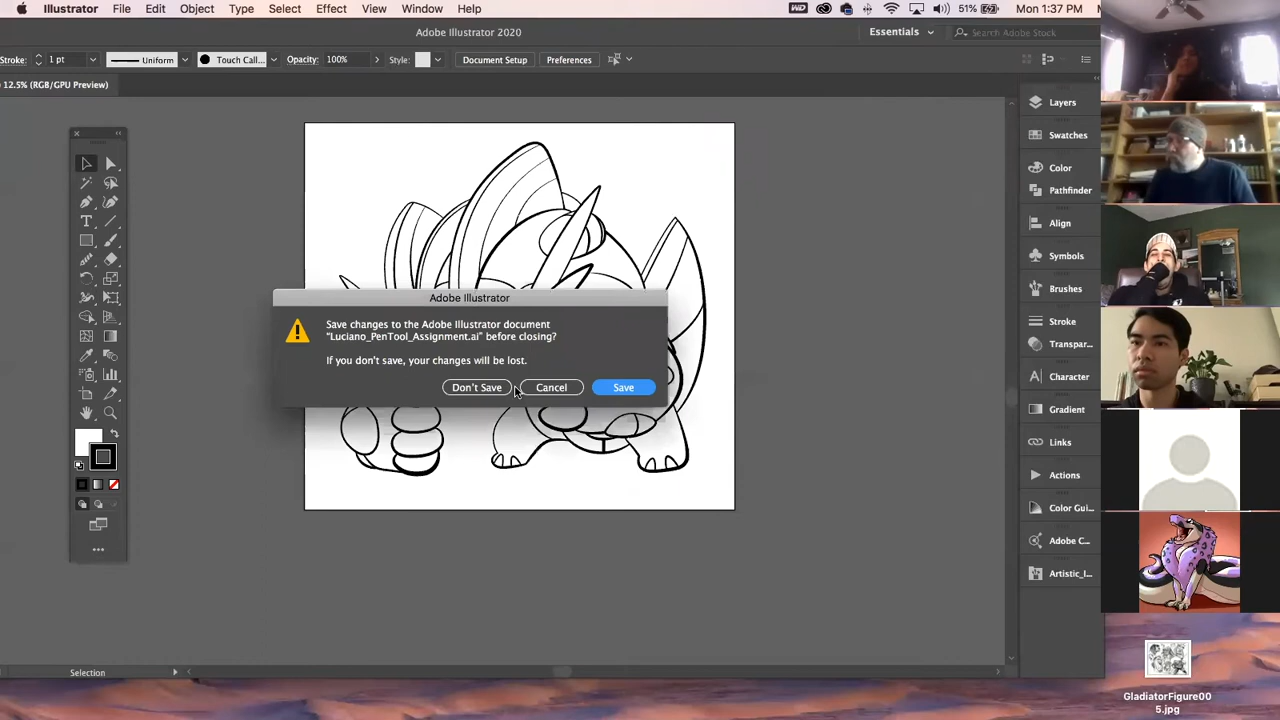 Illustrator File Edit Object Type Select Effect View Window Help 51% Mon 1:37 PM
Adobe Illustrator 2020 Essentials Search Adobe Stock
Stroke: 1 pt Uniform Touch Call... Opacity: 100% Style: Document Setup Preferences
12.5% (RGB/GPU Preview)
Layers
Swatches
Color
Pathfinder
Align
Symbols
Brushes
Stroke
Transpar...
Character
Gradient
Links
Actions
Color Gui...
Adobe C...
Artistic_I...
Adobe Illustrator
Save changes to the Adobe Illustrator document
"Luciano_PenTool_Assignment.ai" before closing?
If you don't save, your changes will be lost.
Don't Save Cancel Save
Selection
GladiatorFigure00
5.jpg